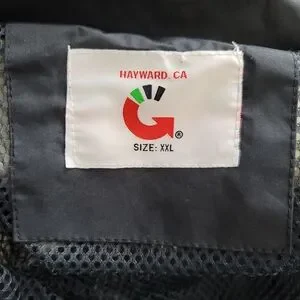 HAYWARD, CA
®
SIZE: XXL